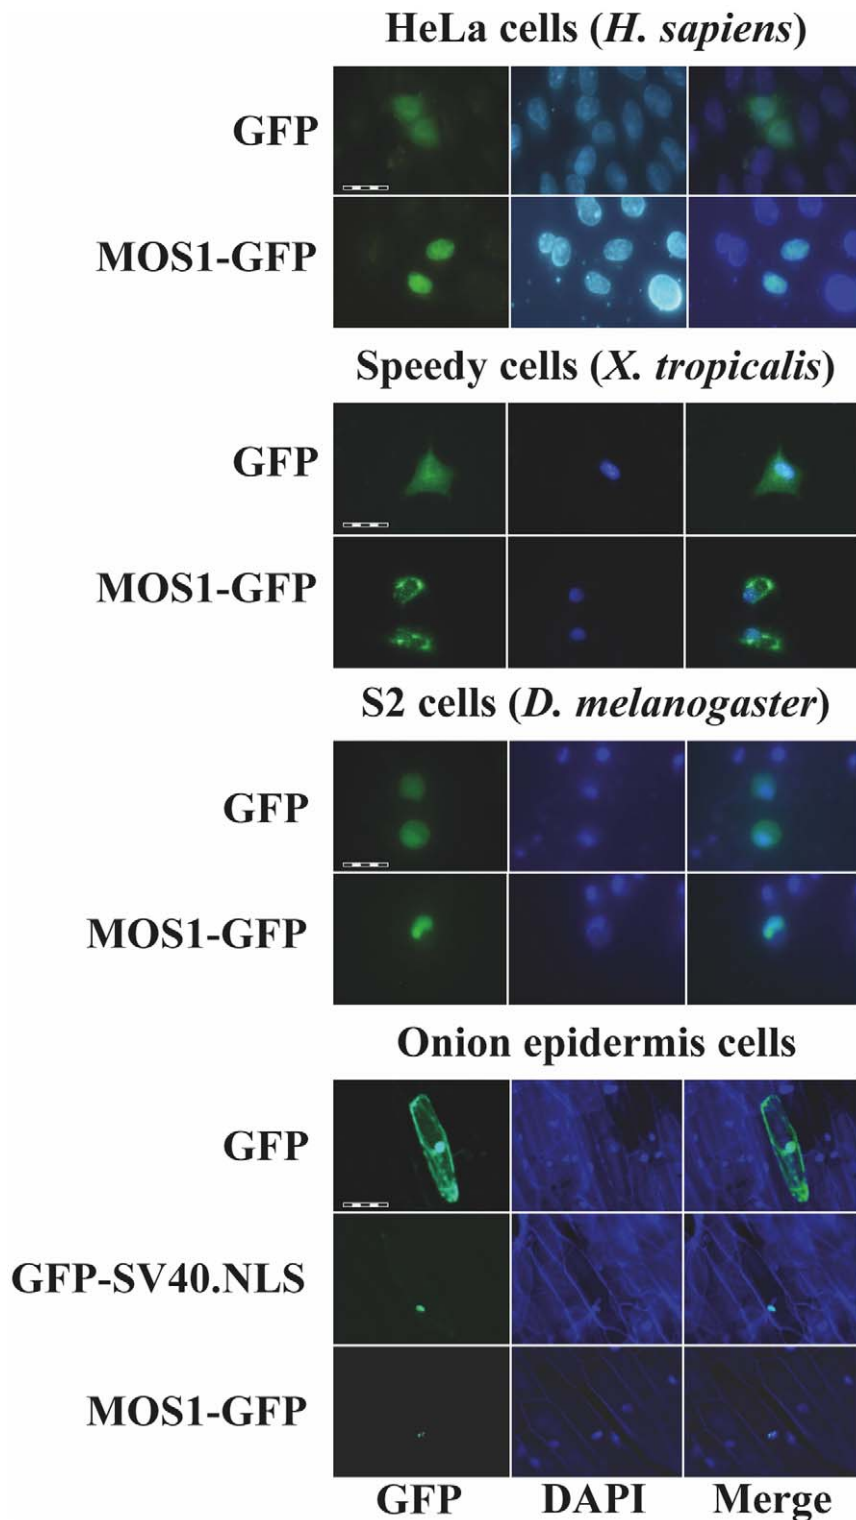 HeLa cells (H. sapiens)
GFP
MOS1-GFP
Speedy cells (X. tropicalis)
GFP
MOS1-GFP
S2 cells (D. melanogaster)
GFP
MOS1-GFP
Onion epidermis cells
GFP
GFP-SV40.NLS
MOS1-GFP
GFP DAPI Merge